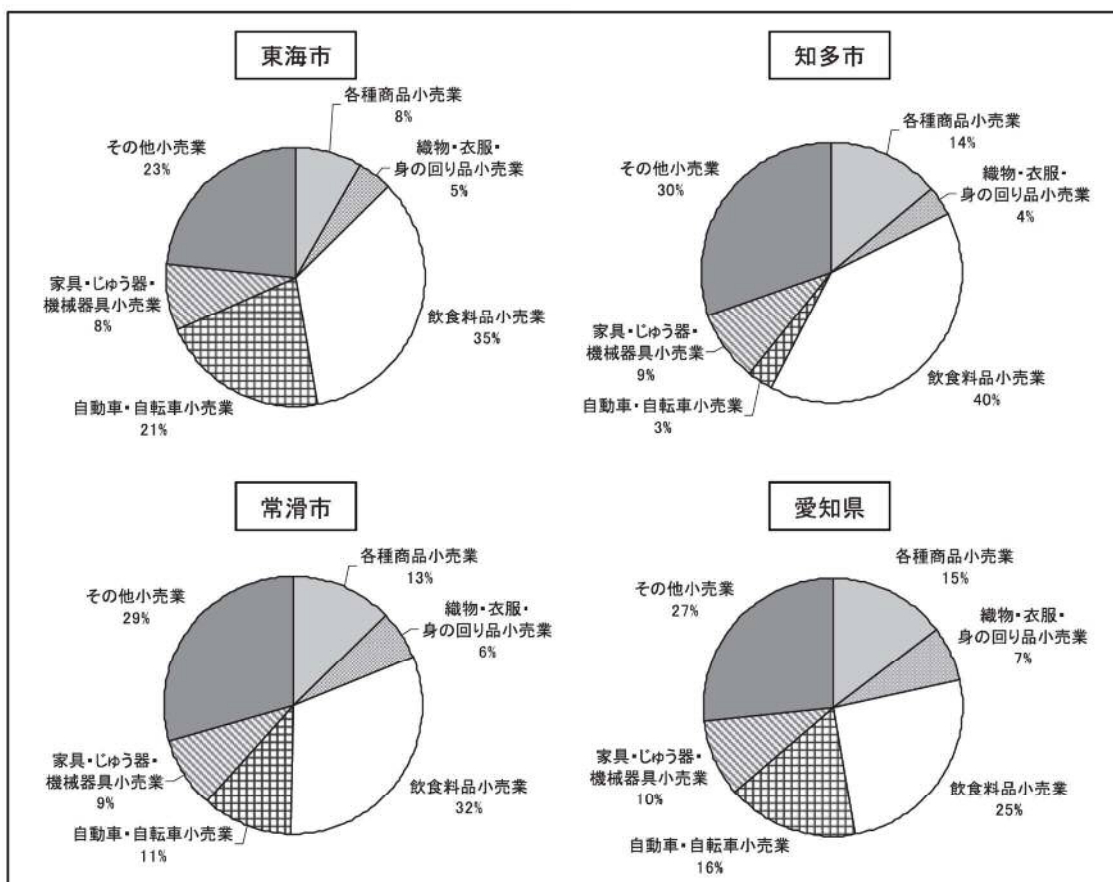 東海市
各種商品小売業
8%
織物・衣服・
身の回り品小売業
5%
飲食料品小売業
35%
自動車・自転車小売業
21%
家具・じゅう器・
機械器具小売業
8%
その他小売業
23%
知多市
各種商品小売業
14%
織物・衣服・
身の回り品小売業
4%
飲食料品小売業
40%
自動車・自転車小売業
3%
家具・じゅう器・
機械器具小売業
9%
その他小売業
30%
常滑市
各種商品小売業
13%
織物・衣服・
身の回り品小売業
6%
飲食料品小売業
32%
自動車・自転車小売業
11%
家具・じゅう器・
機械器具小売業
9%
その他小売業
29%
愛知県
各種商品小売業
15%
織物・衣服・
身の回り品小売業
7%
飲食料品小売業
25%
自動車・自転車小売業
16%
家具・じゅう器・
機械器具小売業
10%
その他小売業
27%